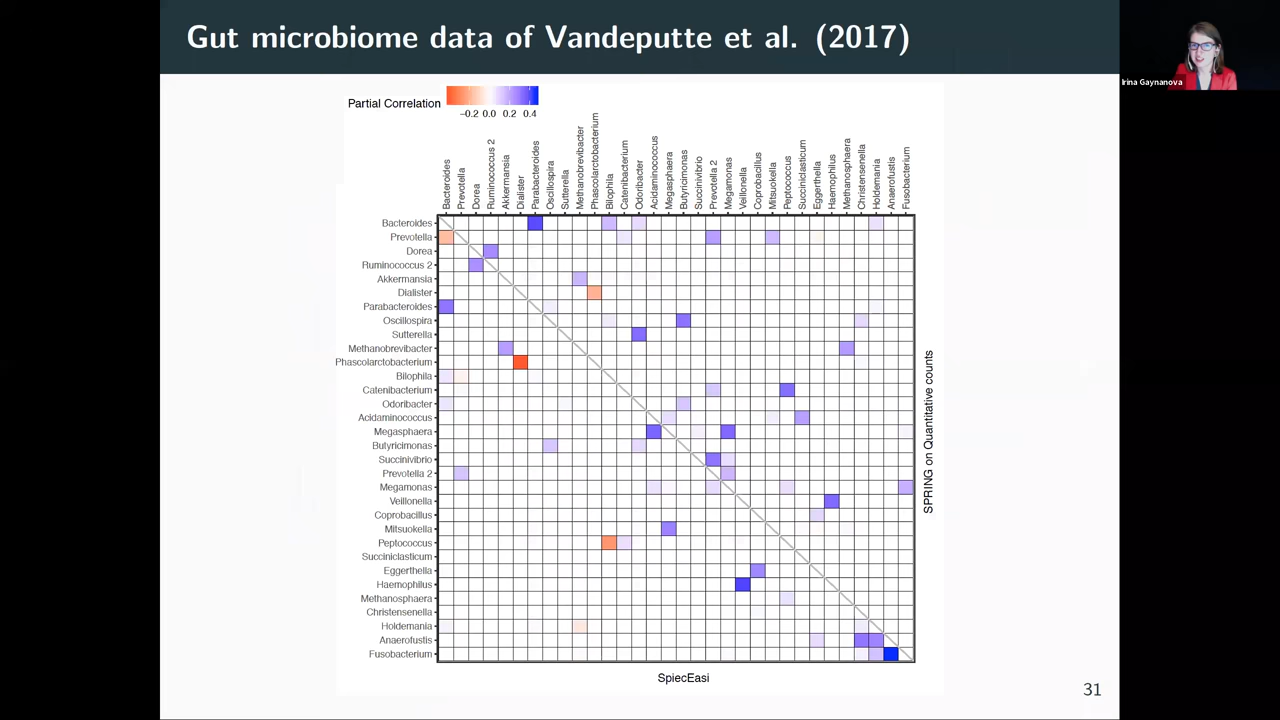 Gut microbiome data of Vandeputte et al. (2017)
Irina Gaynanova
Partial Correlation
−0.2 0.0 0.2 0.4
Bacteroides
Prevotella
Dorea
Ruminococcus 2
Akkermansia
Dialister
Parabacteroides
Oscillospira
Sutterella
Methanobrevibacter
Phascolarctobacterium
Bilophila
Catenibacterium
Odoribacter
Acidaminococcus
Megasphaera
Butyricimonas
Succinivibrio
Prevotella 2
Megamonas
Veillonella
Coprobacillus
Mitsuokella
Peptococcus
Succiniclasticum
Eggerthella
Haemophilus
Methanosphaera
Christensenella
Holdemania
Anaerofustis
Fusobacterium
Bacteroides
Prevotella
Dorea
Ruminococcus 2
Akkermansia
Dialister
Parabacteroides
Oscillospira
Sutterella
Methanobrevibacter
Phascolarctobacterium
Bilophila
Catenibacterium
Odoribacter
Acidaminococcus
Megasphaera
Butyricimonas
Succinivibrio
Prevotella 2
Megamonas
Veillonella
Coprobacillus
Mitsuokella
Peptococcus
Succiniclasticum
Eggerthella
Haemophilus
Methanosphaera
Christensenella
Holdemania
Anaerofustis
Fusobacterium
SPRING on Quantitative counts
SpiecEasi
31